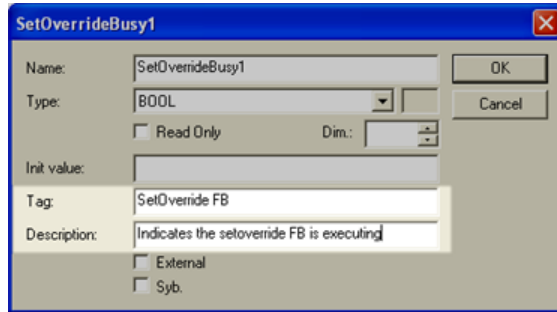 SetOverrideBusy1
Name: SetOverrideBusy1 OK
Type: BOOL Cancel
Read Only Dim.:
Init value:
Tag: SetOverride FB
Description: Indicates the setoverride FB is executing
External
Syb.